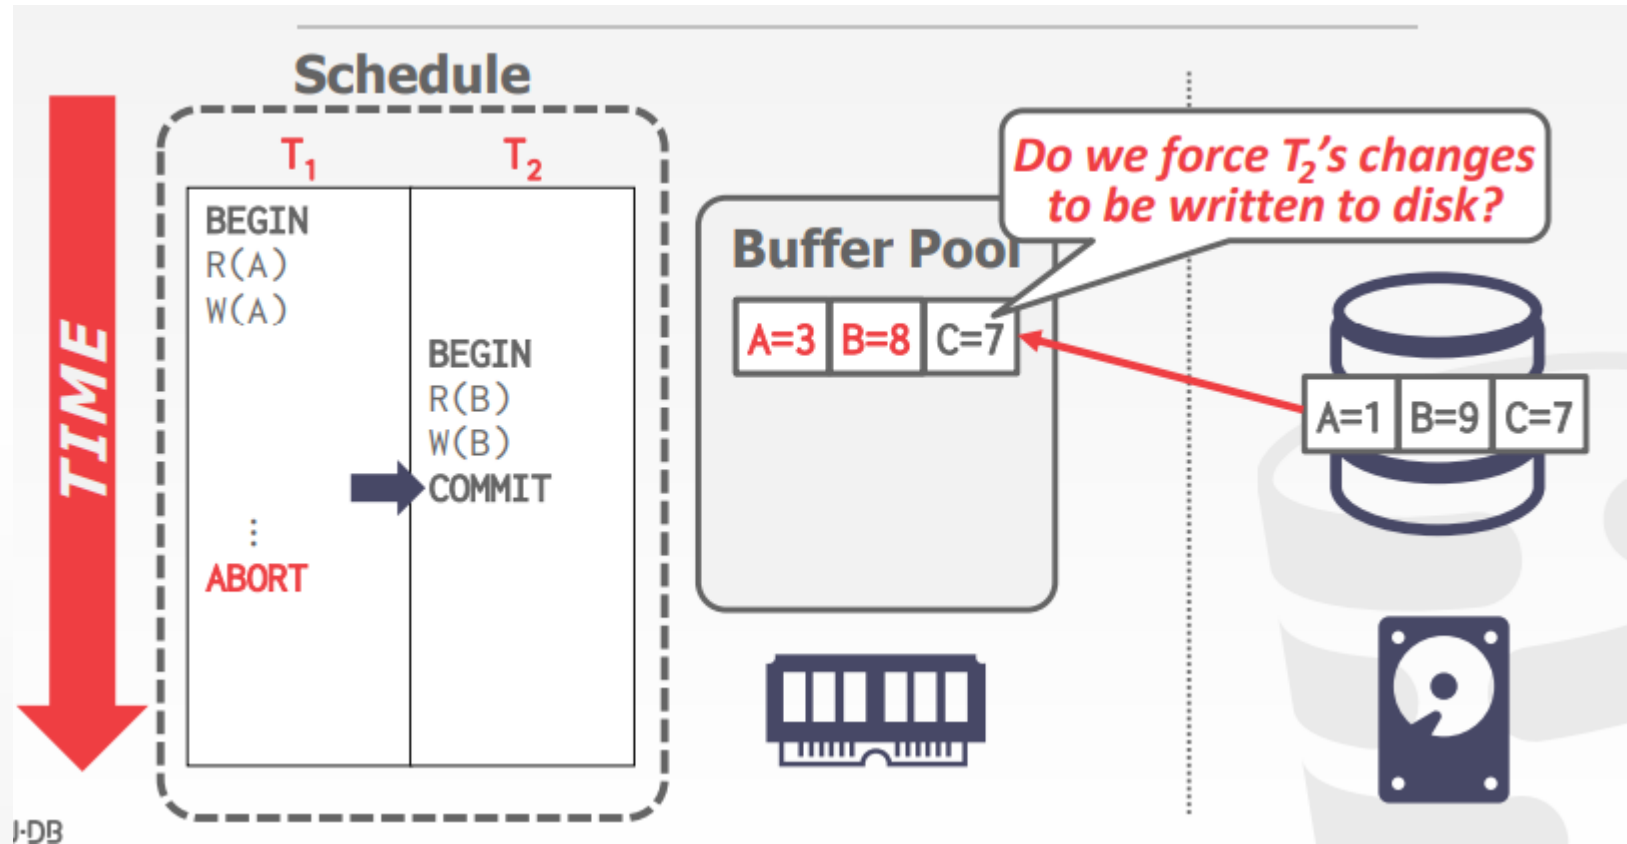 Schedule
TIME
T1
T2
BEGIN
R(A)
W(A)
⋮
ABORT
BEGIN
R(B)
W(B)
COMMIT
Buffer Pool
A=3 B=8 C=7
Do we force T2's changes
to be written to disk?
A=1 B=9 C=7
·DB